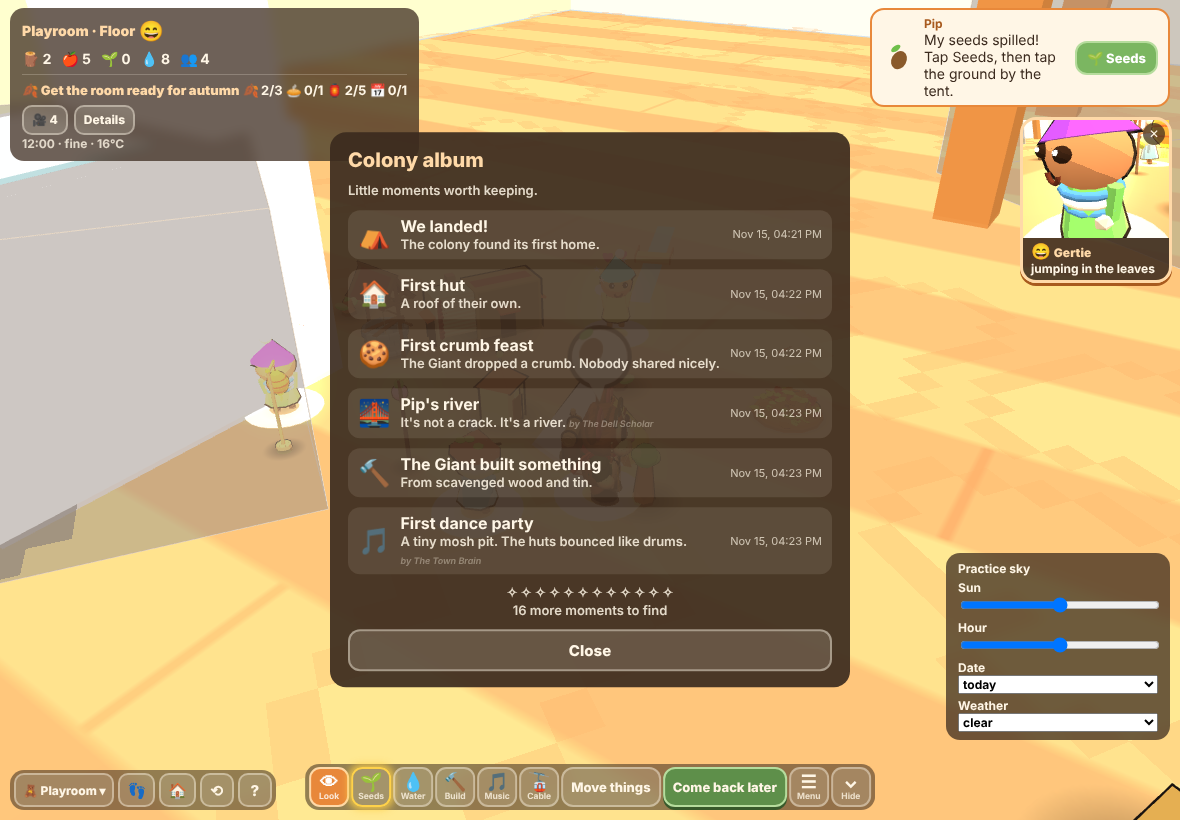 Playroom · Floor
2 5 0 8 4
Get the room ready for autumn 2/3 0/1 2/5 0/1
4 Details
12:00 · fine · 16°C
Pip
My seeds spilled!
Tap Seeds, then tap
the ground by the
tent.
Seeds
×
Gertie
jumping in the leaves
Colony album
Little moments worth keeping.
We landed!
The colony found its first home.
Nov 15, 04:21 PM
First hut
A roof of their own.
Nov 15, 04:22 PM
First crumb feast
The Giant dropped a crumb. Nobody shared nicely.
Nov 15, 04:22 PM
Pip's river
It's not a crack. It's a river. by The Dell Scholar
Nov 15, 04:23 PM
The Giant built something
From scavenged wood and tin.
Nov 15, 04:23 PM
First dance party
A tiny mosh pit. The huts bounced like drums.
by The Town Brain
Nov 15, 04:23 PM
16 more moments to find
Close
Practice sky
Sun
Hour
Date
today
Weather
clear
Playroom ▾
?
Look
Seeds
Water
Build
Music
Cable
Move things
Come back later
Menu
Hide